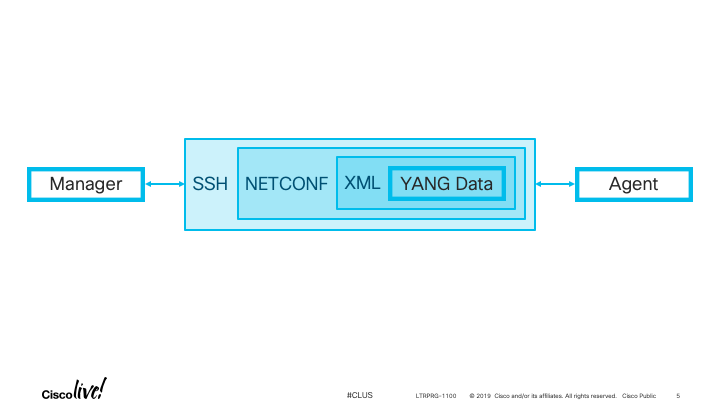 Manager
SSH
NETCONF
XML
YANG Data
Agent
Cisco live!
#CLUS
LTRPRG-1100
© 2019 Cisco and/or its affiliates. All rights reserved. Cisco Public
5